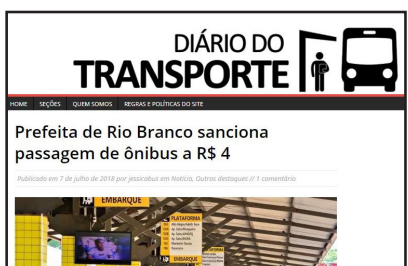 DIÁRIO DO
TRANSPORTE
HOME SEÇÕES QUEM SOMOS REGRAS E POLÍTICAS DO SITE
Prefeita de Rio Branco sanciona
passagem de ônibus a R$ 4
Publicado em 7 de julho de 2018 por jessicabus em Notícia, Outros destaques // 1 comentário
EMBARQUE
PLATAFORMA
EMBARQUE